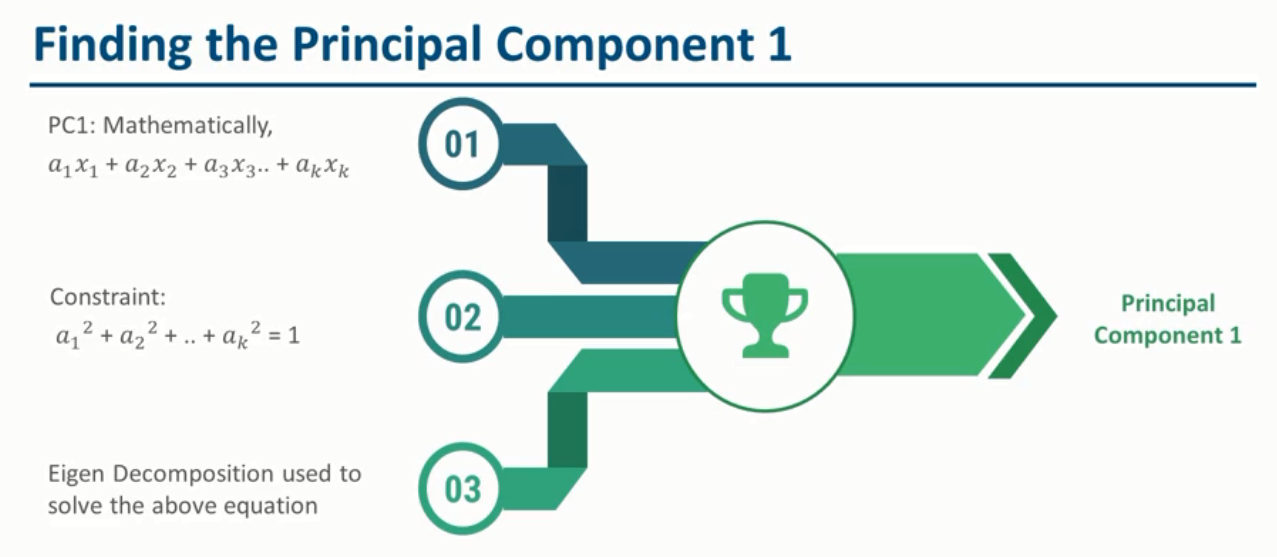 Finding the Principal Component 1
PC1: Mathematically,
a₁x₁ + a₂x₂ + a₃x₃.. + aₖxₖ
01
Constraint:
a₁² + a₂² + .. + aₖ² = 1
02
Eigen Decomposition used to
solve the above equation
03
Principal
Component 1